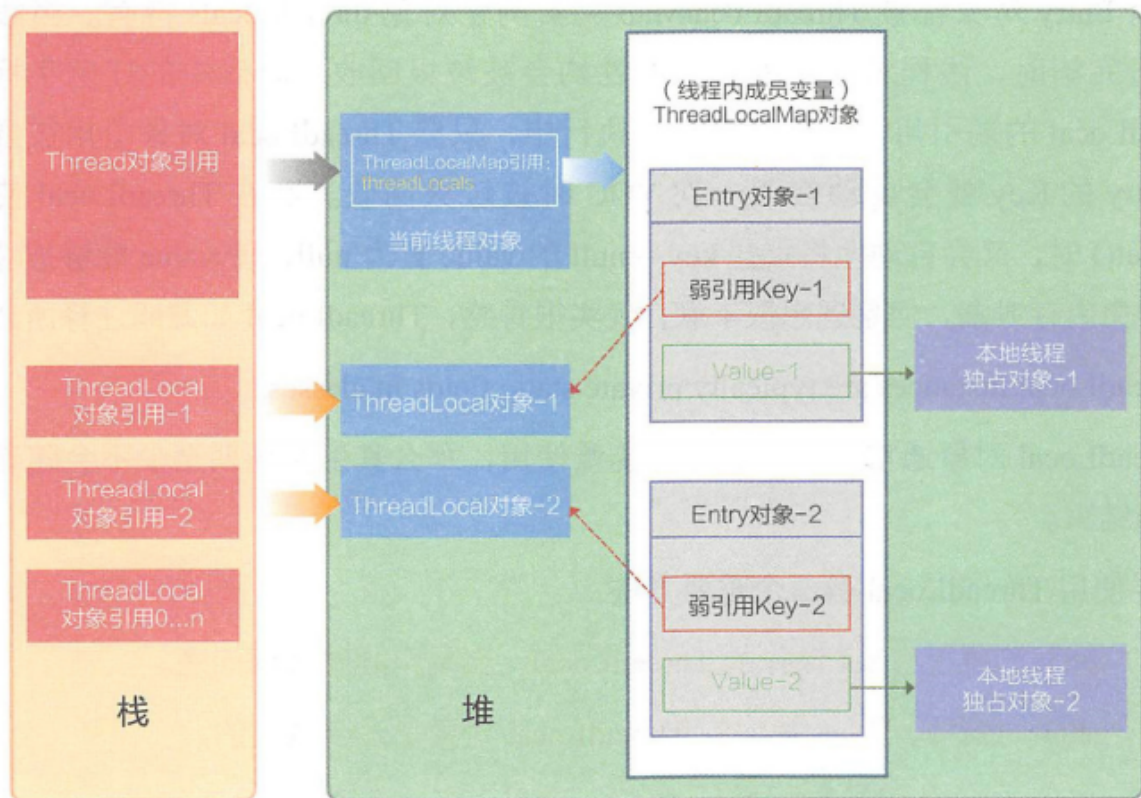 Thread对象引用
ThreadLocal
对象引用-1
ThreadLocal
对象引用-2
ThreadLocal
对象引用0...n
栈
ThreadLocalMap引用:
threadLocals
当前线程对象
ThreadLocal对象-1
ThreadLocal对象-2
堆
（线程内成员变量）
ThreadLocalMap对象
Entry对象-1
弱引用Key-1
Value-1
Entry对象-2
弱引用Key-2
Value-2
本地线程
独占对象-1
本地线程
独占对象-2